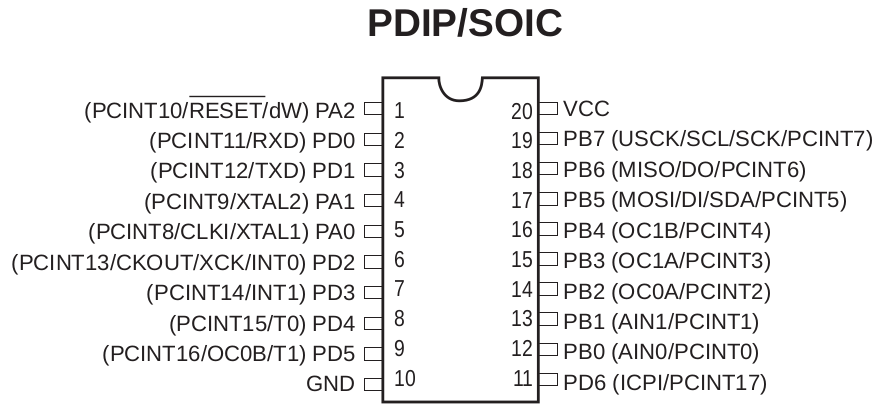 PDIP/SOIC
(PCINT10/RESET/dW) PA2 1 20 VCC
(PCINT11/RXD) PD0 2 19 PB7 (USCK/SCL/SCK/PCINT7)
(PCINT12/TXD) PD1 3 18 PB6 (MISO/DO/PCINT6)
(PCINT9/XTAL2) PA1 4 17 PB5 (MOSI/DI/SDA/PCINT5)
(PCINT8/CLKI/XTAL1) PA0 5 16 PB4 (OC1B/PCINT4)
(PCINT13/CKOUT/XCK/INT0) PD2 6 15 PB3 (OC1A/PCINT3)
(PCINT14/INT1) PD3 7 14 PB2 (OC0A/PCINT2)
(PCINT15/T0) PD4 8 13 PB1 (AIN1/PCINT1)
(PCINT16/OC0B/T1) PD5 9 12 PB0 (AIN0/PCINT0)
GND 10 11 PD6 (ICPI/PCINT17)